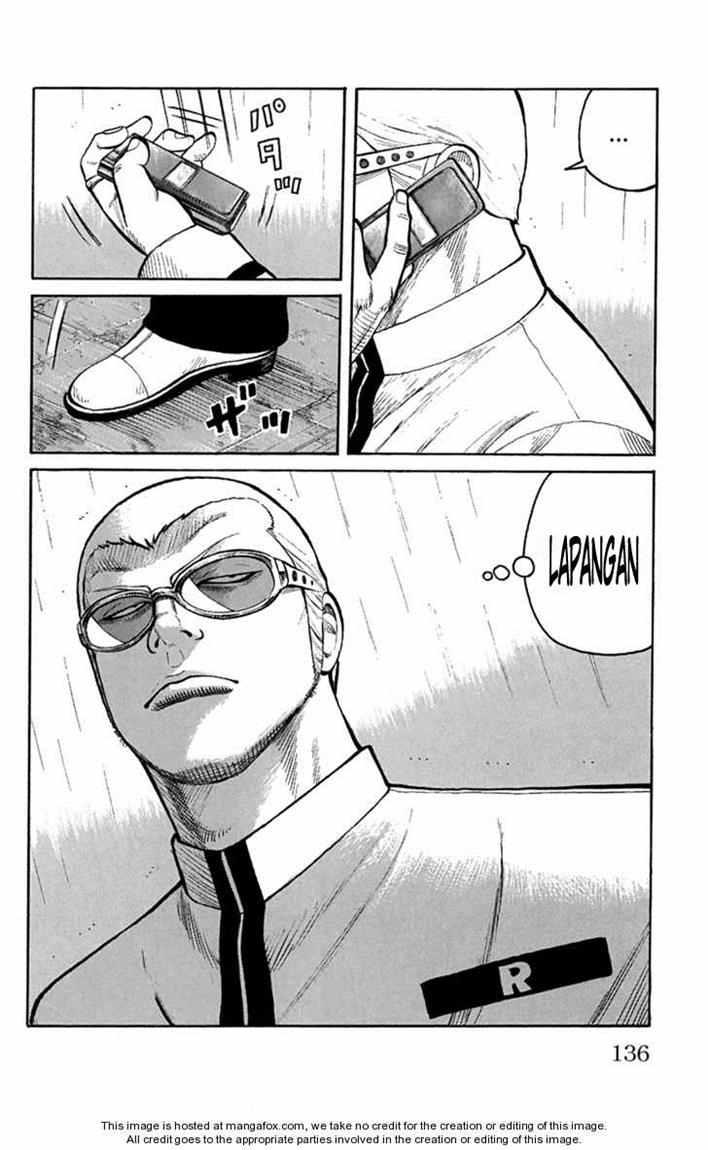 ...
パタ
ザッ
LAPANGAN
R
136
This image is hosted at mangafox.com, we take no credit for the creation or editing of this image.
All credit goes to the appropriate parties involved in the creation or editing of this image.